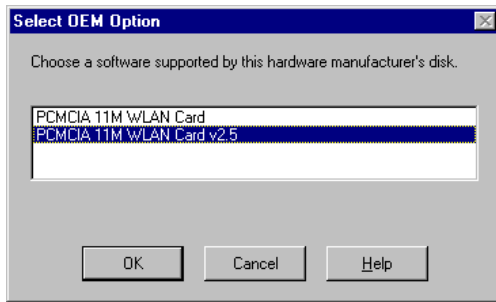 Select OEM Option
Choose a software supported by this hardware manufacturer's disk.
PCMCIA 11M WLAN Card
PCMCIA 11M WLAN Card v2.5
OK
Cancel
Help